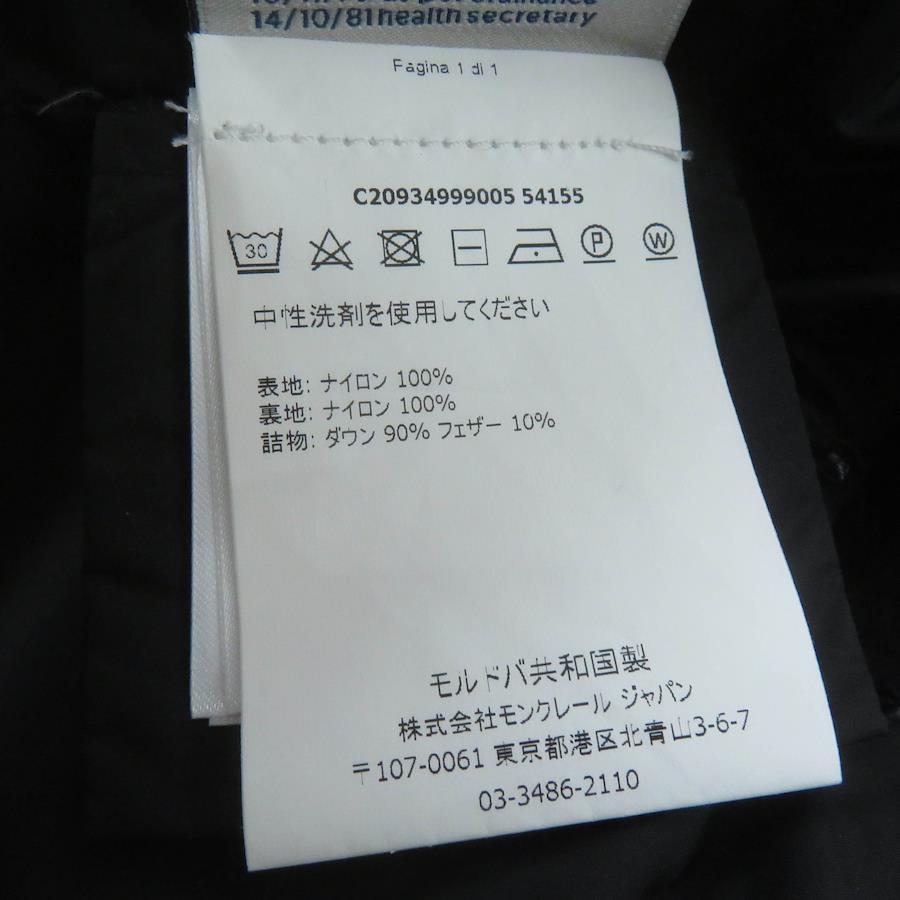 14/10/81 health secretary
Pagina 1 di 1
C20934999005 54155
30
P
W
中性洗剤を使用してください
表地: ナイロン 100%
裏地: ナイロン 100%
詰物: ダウン 90% フェザー 10%
モルドバ共和国製
株式会社モンクレール ジャパン
〒107-0061 東京都港区北青山3-6-7
03-3486-2110